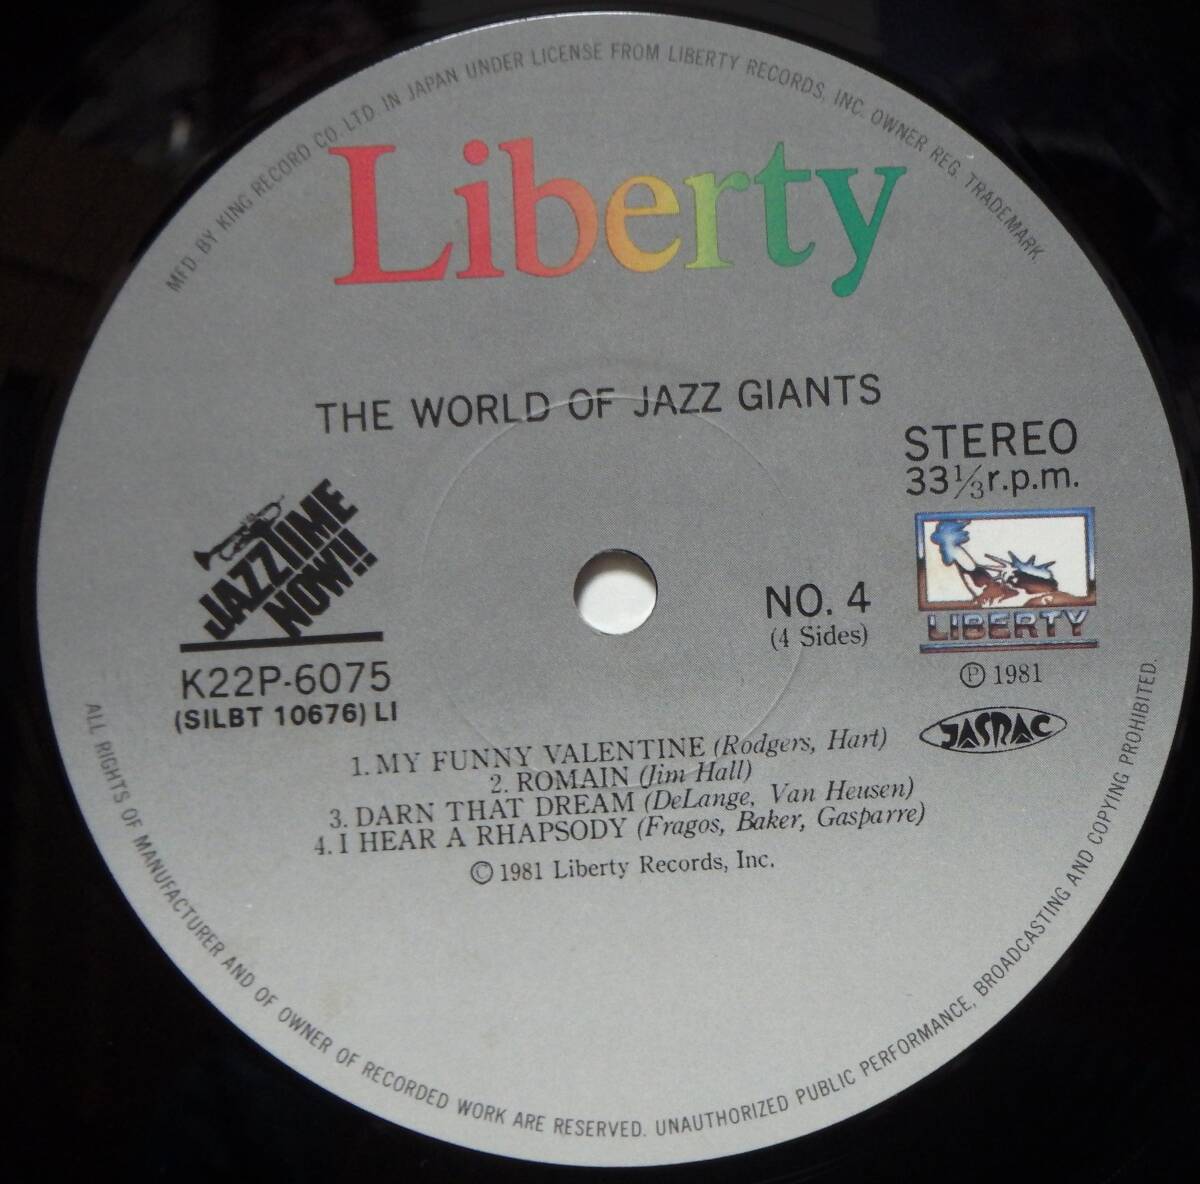 MFD. BY KING RECORD CO. LTD. IN JAPAN UNDER LICENSE FROM LIBERTY RECORDS, INC. OWNER REG. TRADEMARK.
Liberty
THE WORLD OF JAZZ GIANTS
STEREO
33⅓ r.p.m.
JAZZTIME
NOW!!
NO. 4
(4 Sides)
LIBERTY
K22P-6075
(SILBT 10676) LI
Ⓟ 1981
JASRAC
1. MY FUNNY VALENTINE (Rodgers, Hart)
2. ROMAIN (Jim Hall)
3. DARN THAT DREAM (DeLange, Van Heusen)
4. I HEAR A RHAPSODY (Fragos, Baker, Gasparre)
© 1981 Liberty Records, Inc.
ALL RIGHTS OF MANUFACTURER AND OF OWNER OF RECORDED WORK ARE RESERVED. UNAUTHORIZED PUBLIC PERFORMANCE, BROADCASTING AND COPYING PROHIBITED.